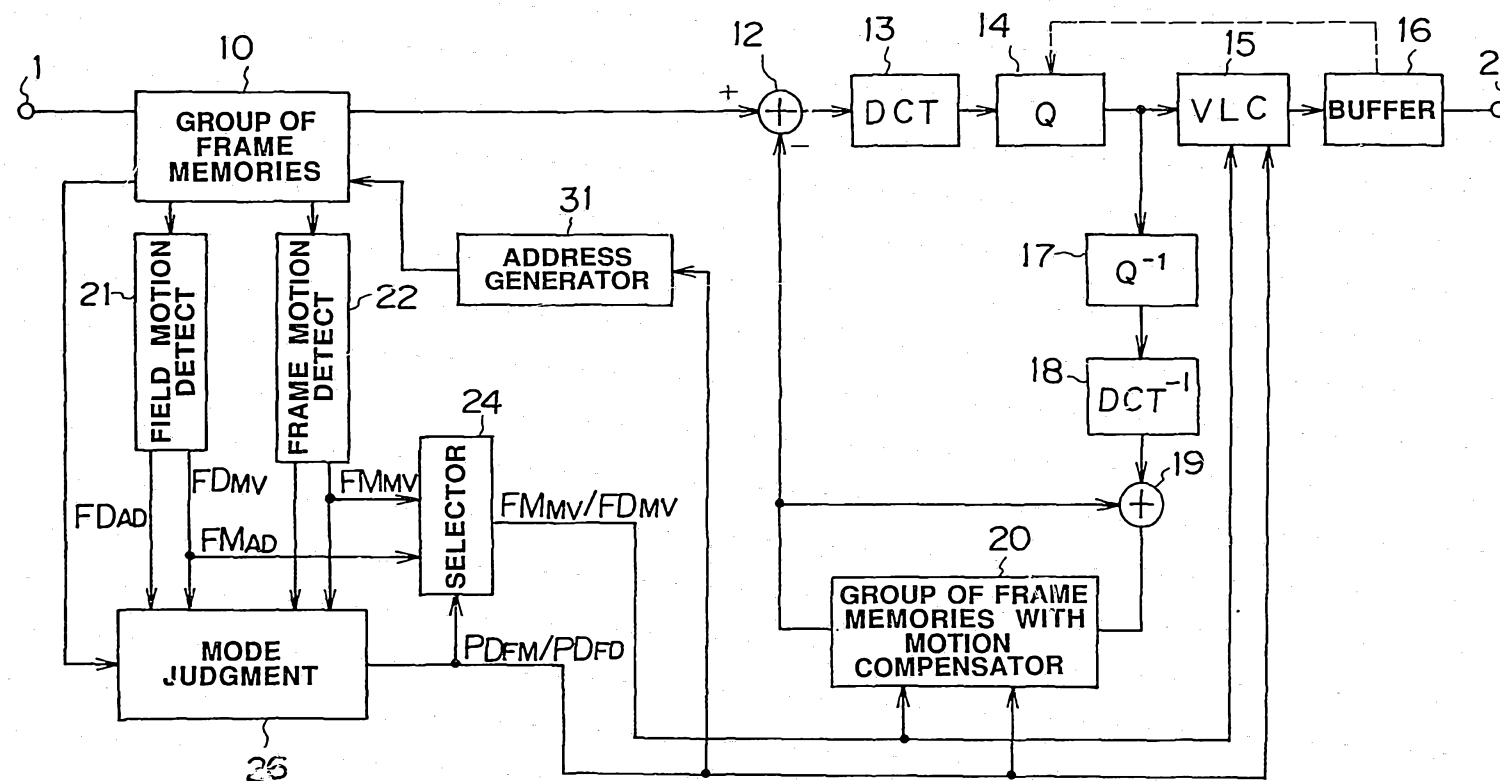 1
10
12
13
14
15
16
2
GROUP OF
FRAME
MEMORIES
+
+
−
DCT
Q
VLC
BUFFER
31
ADDRESS
GENERATOR
17
Q⁻¹
21
FIELD MOTION
DETECT
22
FRAME MOTION
DETECT
18
DCT⁻¹
24
SELECTOR
19
+
FDMV
FMMV
FMMV/FDMV
FDAD
FMAD
20
GROUP OF FRAME
MEMORIES WITH
MOTION
COMPENSATOR
MODE
JUDGMENT
PDFM/PDFD
26